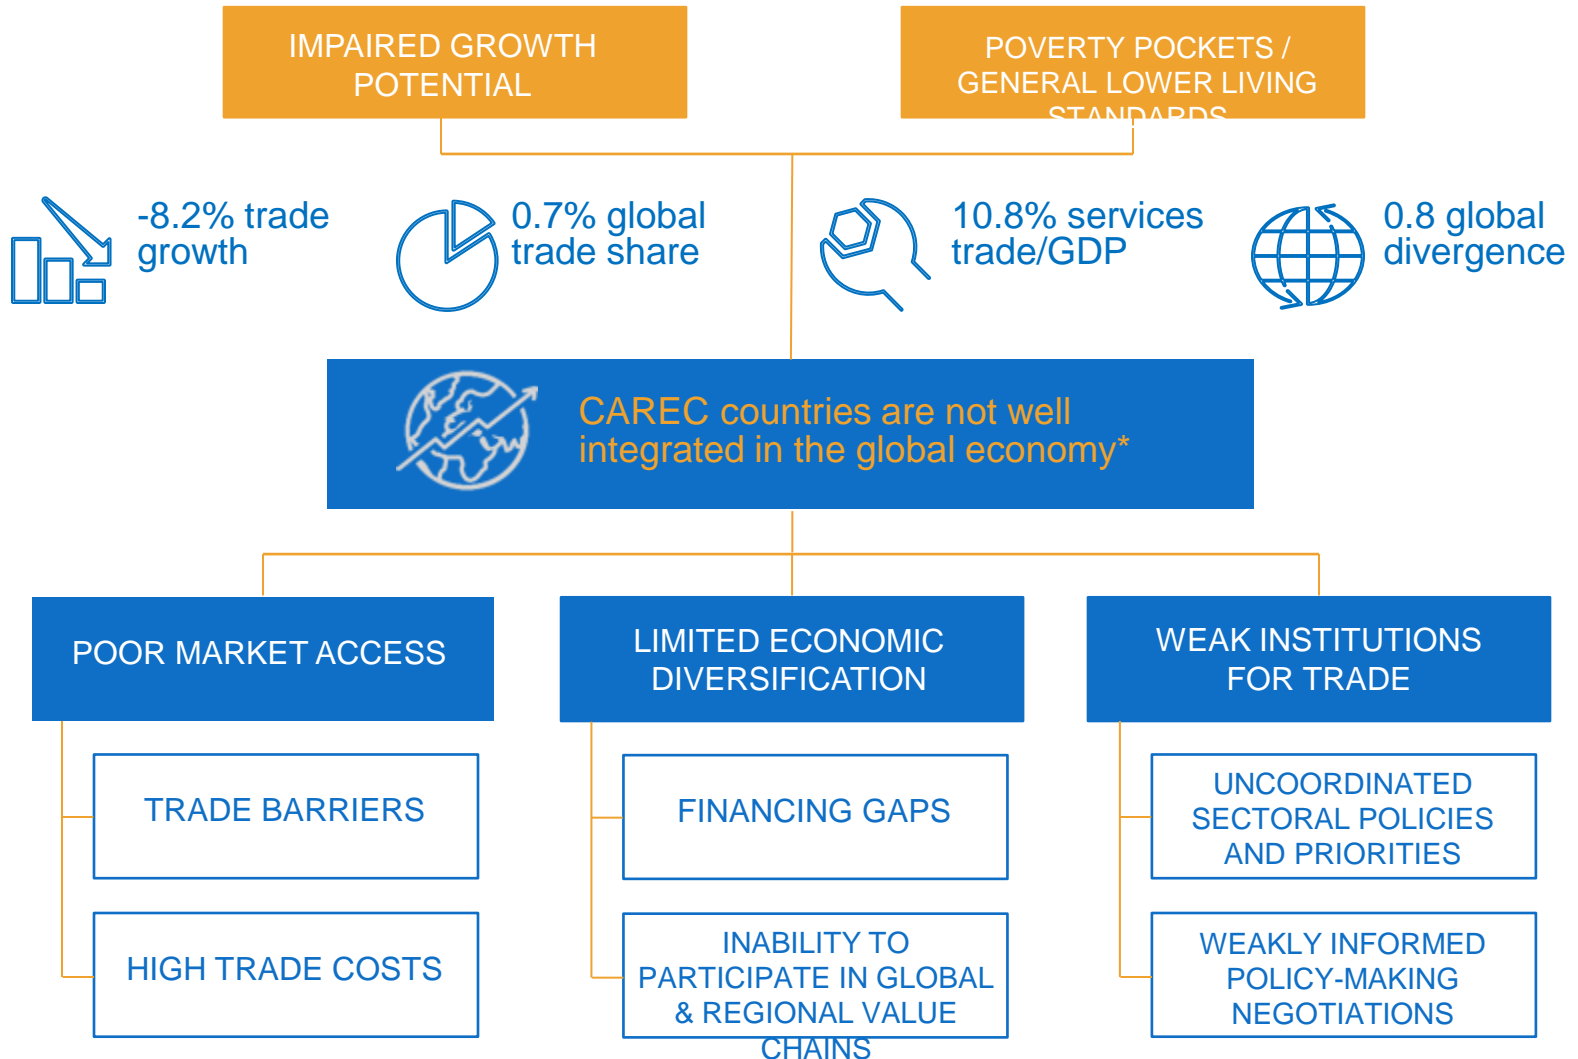 IMPAIRED GROWTH
POTENTIAL
POVERTY POCKETS /
GENERAL LOWER LIVING
STANDARDS
-8.2% trade
growth
0.7% global
trade share
10.8% services
trade/GDP
0.8 global
divergence
CAREC countries are not well
integrated in the global economy*
POOR MARKET ACCESS
LIMITED ECONOMIC
DIVERSIFICATION
WEAK INSTITUTIONS
FOR TRADE
TRADE BARRIERS
HIGH TRADE COSTS
FINANCING GAPS
INABILITY TO
PARTICIPATE IN GLOBAL
& REGIONAL VALUE
CHAINS
UNCOORDINATED
SECTORAL POLICIES
AND PRIORITIES
WEAKLY INFORMED
POLICY-MAKING
NEGOTIATIONS